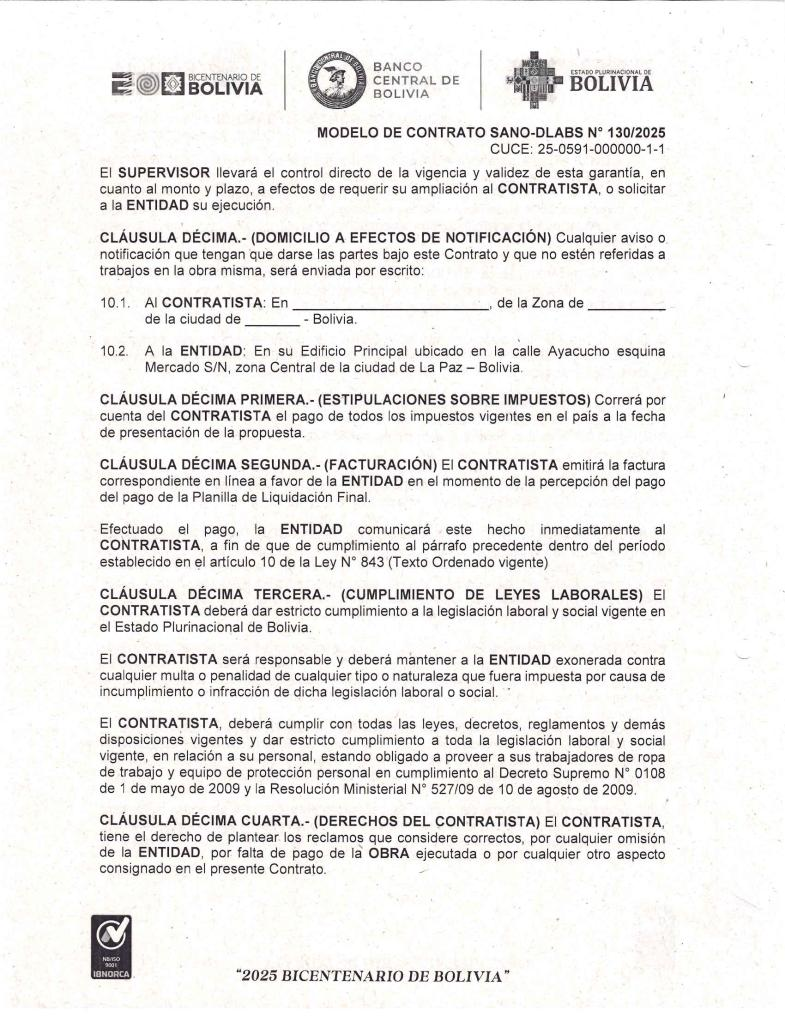 BICENTENARIO DE
BOLIVIA
BANCO CENTRAL DE BOLIVIA
BANCO
CENTRAL DE
BOLIVIA
ESTADO PLURINACIONAL DE
BOLIVIA
MODELO DE CONTRATO SANO-DLABS N° 130/2025
CUCE: 25-0591-000000-1-1
El SUPERVISOR llevará el control directo de la vigencia y validez de esta garantía, en
cuanto al monto y plazo, a efectos de requerir su ampliación al CONTRATISTA, o solicitar
a la ENTIDAD su ejecución.
CLÁUSULA DÉCIMA.- (DOMICILIO A EFECTOS DE NOTIFICACIÓN) Cualquier aviso o
notificación que tengan que darse las partes bajo este Contrato y que no estén referidas a
trabajos en la obra misma, será enviada por escrito:
10.1. Al CONTRATISTA: En ________________________, de la Zona de __________
de la ciudad de _______ - Bolivia.
10.2. A la ENTIDAD: En su Edificio Principal ubicado en la calle Ayacucho esquina
Mercado S/N, zona Central de la ciudad de La Paz – Bolivia.
CLÁUSULA DÉCIMA PRIMERA.- (ESTIPULACIONES SOBRE IMPUESTOS) Correrá por
cuenta del CONTRATISTA el pago de todos los impuestos vigentes en el país a la fecha
de presentación de la propuesta.
CLÁUSULA DÉCIMA SEGUNDA.- (FACTURACIÓN) El CONTRATISTA emitirá la factura
correspondiente en línea a favor de la ENTIDAD en el momento de la percepción del pago
del pago de la Planilla de Liquidación Final.
Efectuado el pago, la ENTIDAD comunicará este hecho inmediatamente al
CONTRATISTA, a fin de que de cumplimiento al párrafo precedente dentro del período
establecido en el artículo 10 de la Ley N° 843 (Texto Ordenado vigente)
CLÁUSULA DÉCIMA TERCERA.- (CUMPLIMIENTO DE LEYES LABORALES) El
CONTRATISTA deberá dar estricto cumplimiento a la legislación laboral y social vigente en
el Estado Plurinacional de Bolivia.
El CONTRATISTA será responsable y deberá mantener a la ENTIDAD exonerada contra
cualquier multa o penalidad de cualquier tipo o naturaleza que fuera impuesta por causa de
incumplimiento o infracción de dicha legislación laboral o social.
El CONTRATISTA, deberá cumplir con todas las leyes, decretos, reglamentos y demás
disposiciones vigentes y dar estricto cumplimiento a toda la legislación laboral y social
vigente, en relación a su personal, estando obligado a proveer a sus trabajadores de ropa
de trabajo y equipo de protección personal en cumplimiento al Decreto Supremo N° 0108
de 1 de mayo de 2009 y la Resolución Ministerial N° 527/09 de 10 de agosto de 2009.
CLÁUSULA DÉCIMA CUARTA.- (DERECHOS DEL CONTRATISTA) El CONTRATISTA,
tiene el derecho de plantear los reclamos que considere correctos, por cualquier omisión
de la ENTIDAD, por falta de pago de la OBRA ejecutada o por cualquier otro aspecto
consignado en el presente Contrato.
NB/ISO
9001
IBNORCA
"2025 BICENTENARIO DE BOLIVIA"